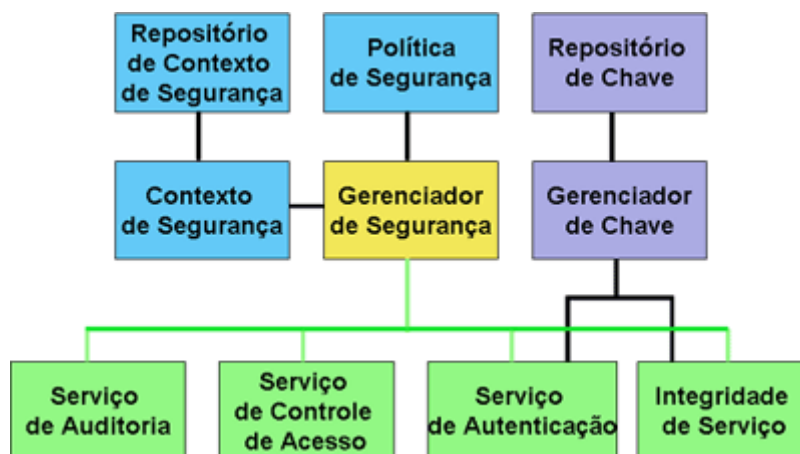 Repositório
de Contexto
de Segurança
Política
de Segurança
Repositório
de Chave
Contexto
de Segurança
Gerenciador
de Segurança
Gerenciador
de Chave
Serviço
de Auditoria
Serviço
de Controle
de Acesso
Serviço
de Autenticação
Integridade
de Serviço